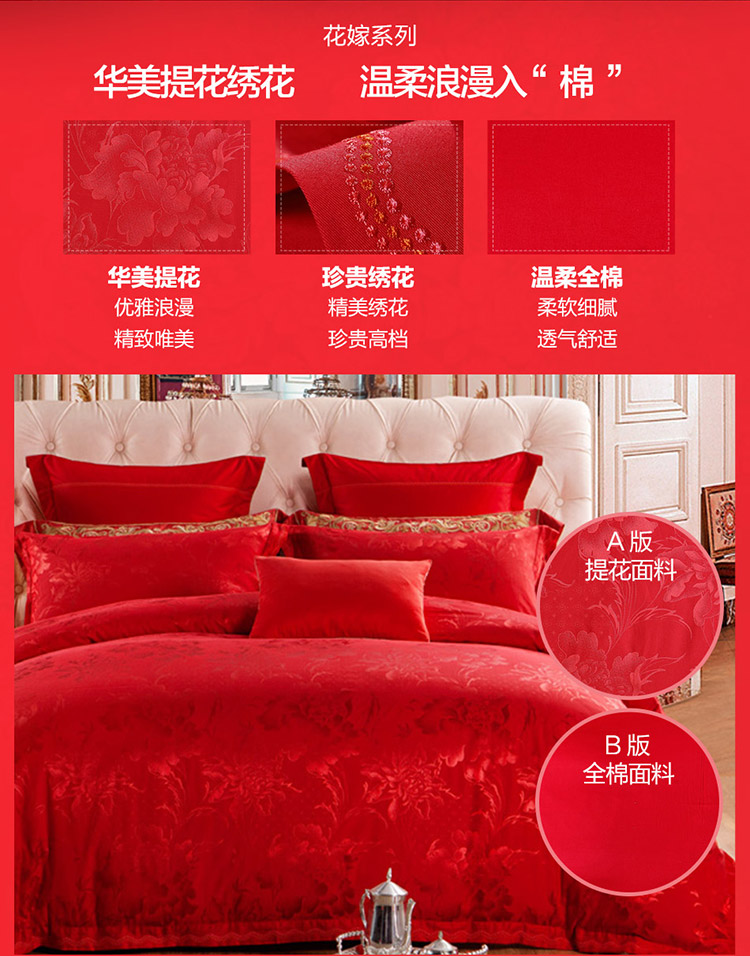 花嫁系列
华美提花绣花 温柔浪漫入“棉”
华美提花
优雅浪漫
精致唯美
珍贵绣花
精美绣花
珍贵高档
温柔全棉
柔软细腻
透气舒适
A版
提花面料
B版
全棉面料